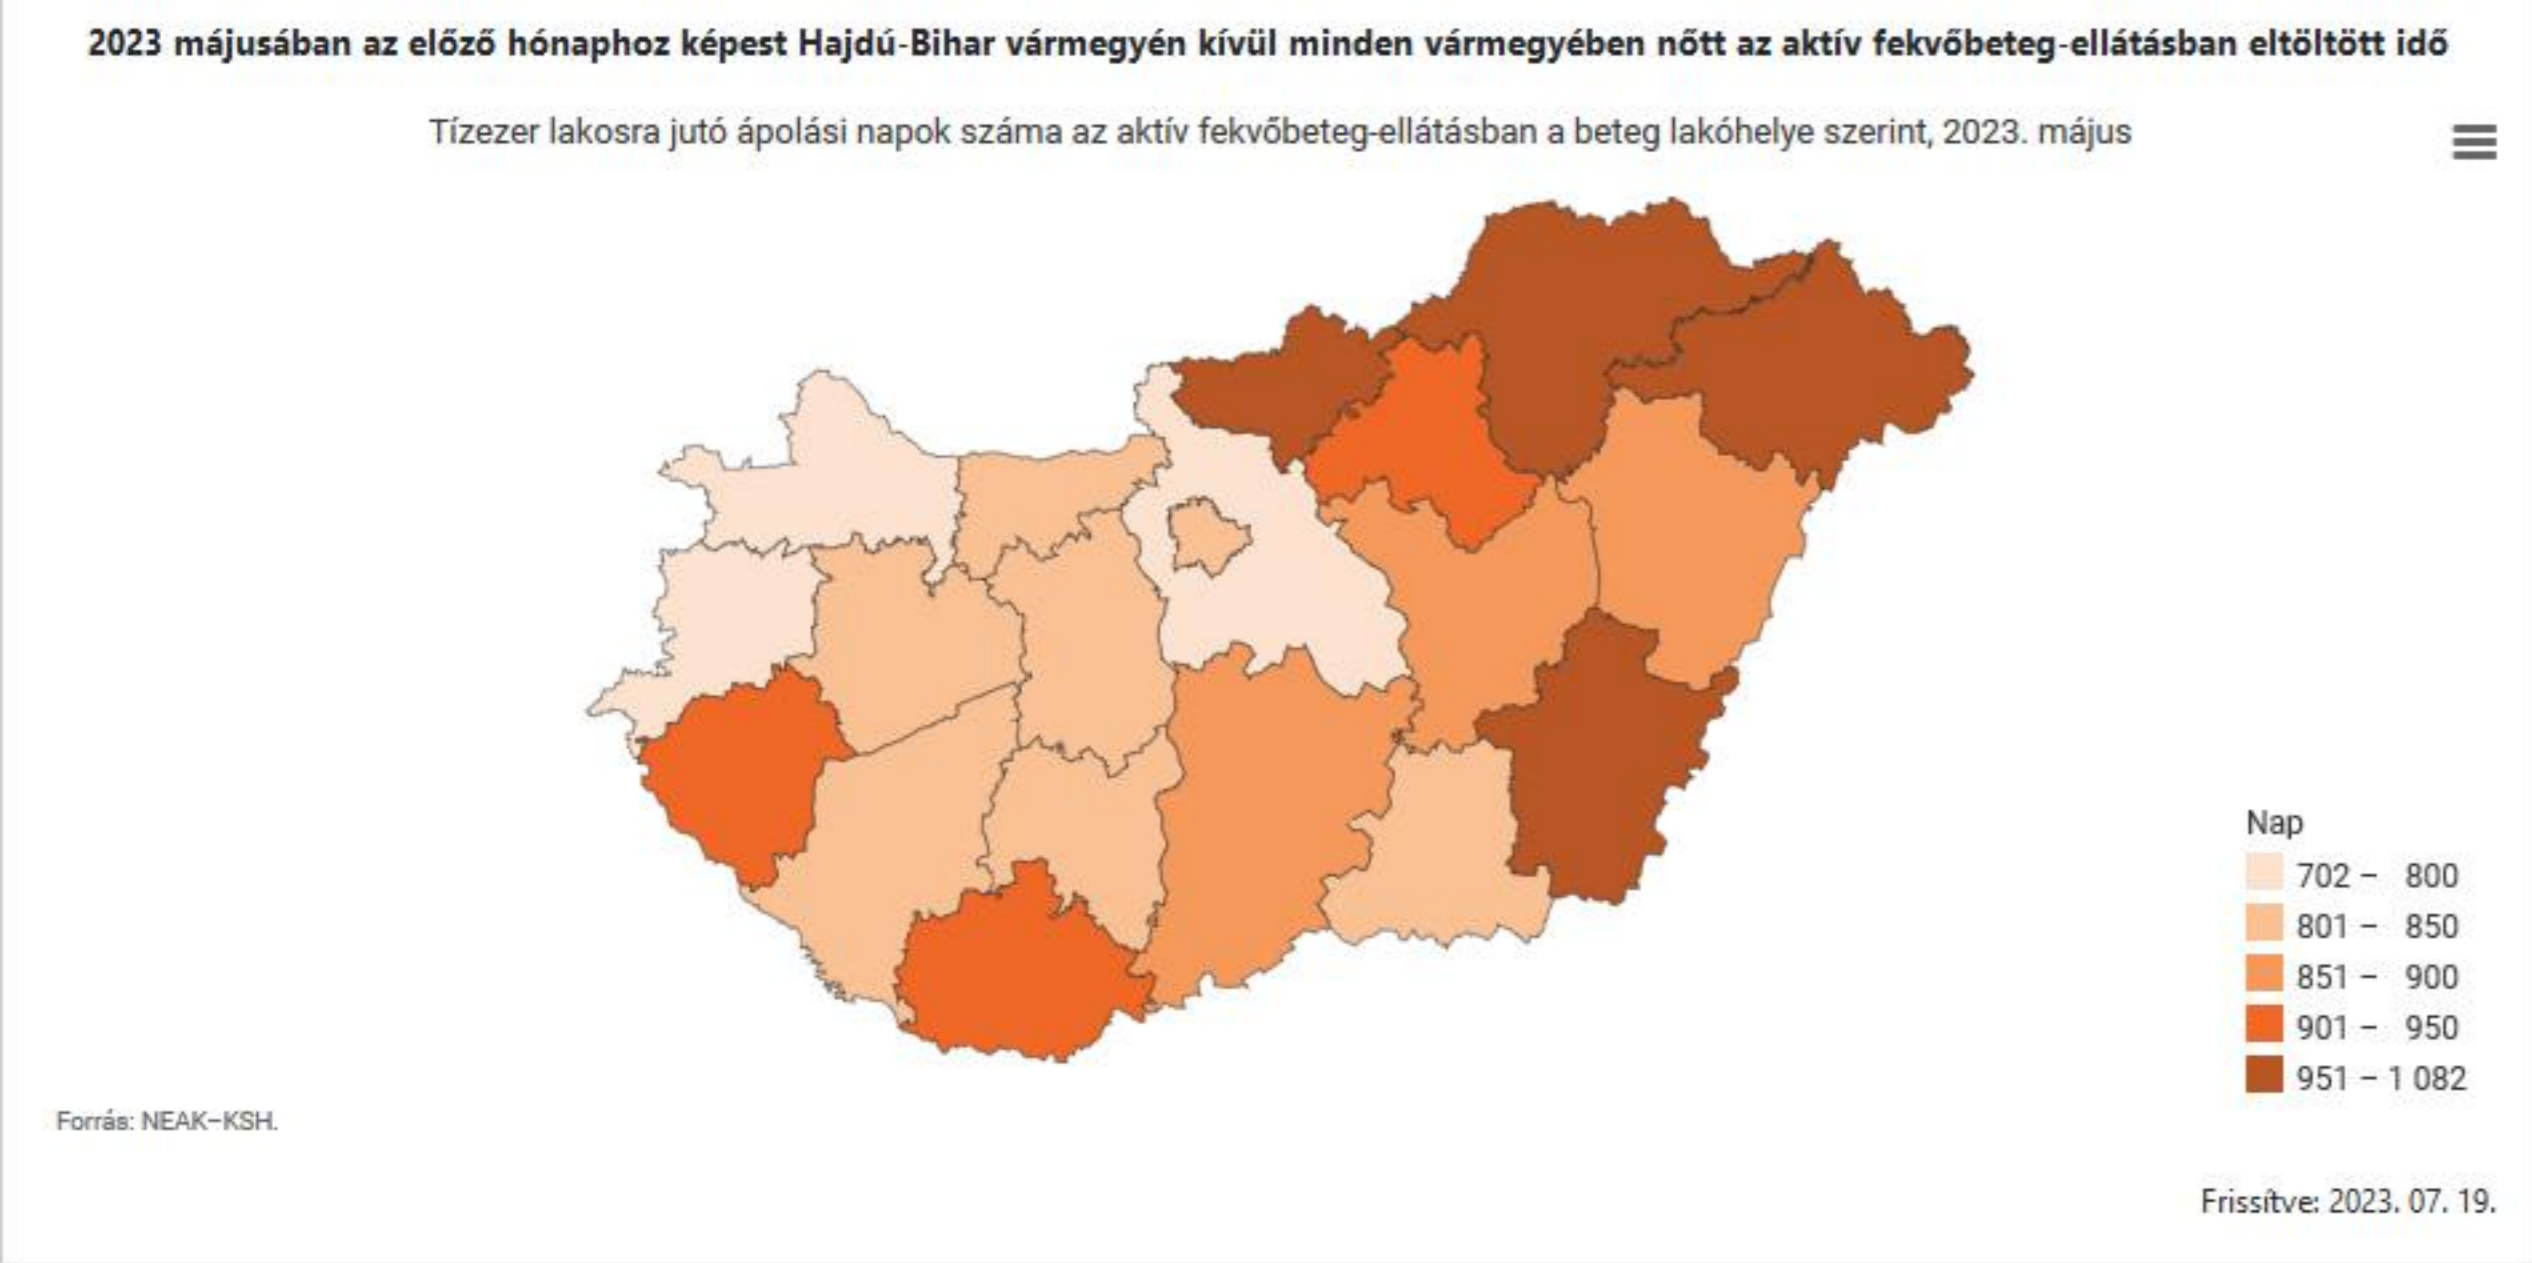 2023 májusában az előző hónaphoz képest Hajdú-Bihar vármegyén kívül minden vármegyében nőtt az aktív fekvőbeteg-ellátásban eltöltött idő
Tízezer lakosra jutó ápolási napok száma az aktív fekvőbeteg-ellátásban a beteg lakóhelye szerint, 2023. május
Nap
702 – 800
801 – 850
851 – 900
901 – 950
951 – 1 082
Forrás: NEAK–KSH.
Frissítve: 2023. 07. 19.